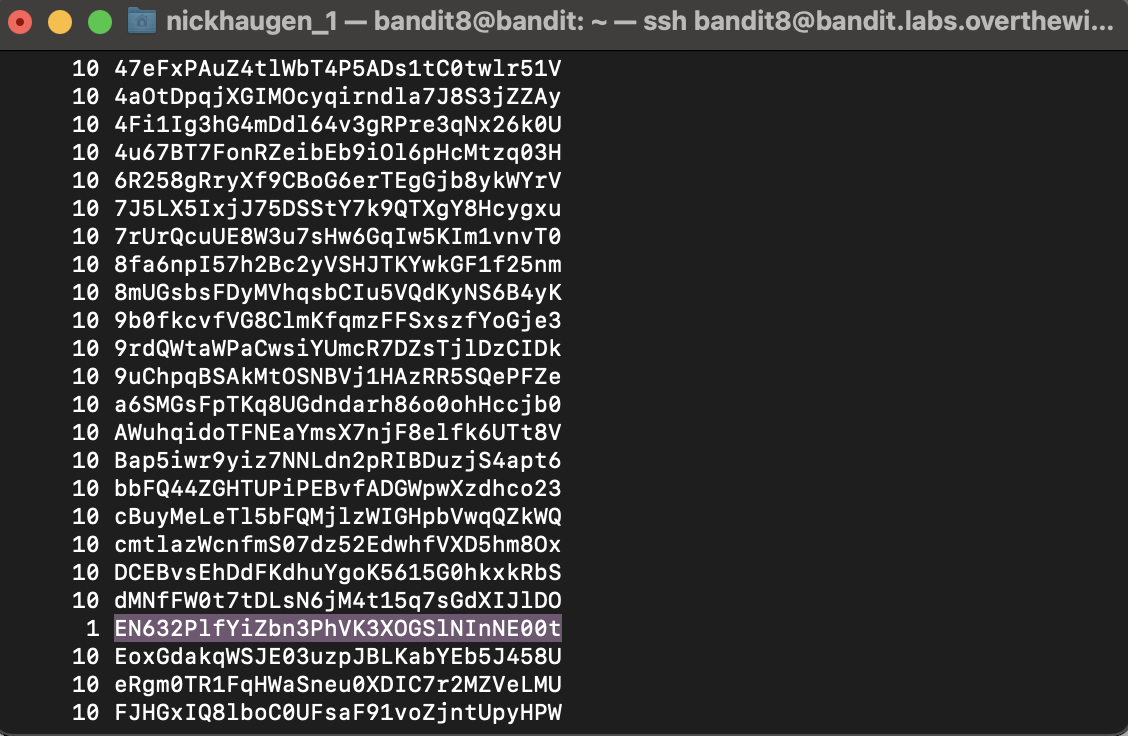 nickhaugen_1 — bandit8@bandit: ~ — ssh bandit8@bandit.labs.overthewi...
10 47eFxPAuZ4tlWbT4P5ADs1tC0twlr51V
10 4aOtDpqjXGIMOcyqirndla7J8S3jZZAy
10 4Fi1Ig3hG4mDdl64v3gRPre3qNx26k0U
10 4u67BT7FonRZeibEb9iOl6pHcMtzq03H
10 6R258gRryXf9CBoG6erTEgGjb8ykWYrV
10 7J5LX5IxjJ75DSStY7k9QTXgY8Hcygxu
10 7rUrQcuUE8W3u7sHw6GqIw5KIm1vnvT0
10 8fa6npI57h2Bc2yVSHJTKYwkGF1f25nm
10 8mUGsbsFDyMVhqsbCIu5VQdKyNS6B4yK
10 9b0fkcvfVG8ClmKfqmzFFSxszfYoGje3
10 9rdQWtaWPaCwsiYUmcR7DZsTjlDzCIDk
10 9uChpqBSAkMtOSNBVj1HAzRR5SQePFZe
10 a6SMGsFpTKq8UGdndarh86o0ohHccjb0
10 AWuhqidoTFNEaYmsX7njF8elfk6UTt8V
10 Bap5iwr9yiz7NNLdn2pRIBDuzjS4apt6
10 bbFQ44ZGHTUPiPEBvfADGWpwXzdhco23
10 cBuyMeLeTl5bFQMjlzWIGHpbVwqQZkWQ
10 cmtlazWcnfmS07dz52EdwhfVXD5hm8Ox
10 DCEBvsEhDdFKdhuYgoK5615G0hkxkRbS
10 dMNfFW0t7tDLsN6jM4t15q7sGdXIJlDO
1 EN632PlfYiZbn3PhVK3XOGSlNInNE00t
10 EoxGdakqWSJE03uzpJBLKabYEb5J458U
10 eRgm0TR1FqHWaSneu0XDIC7r2MZVeLMU
10 FJHGxIQ8lboC0UFsaF91voZjntUpyHPW